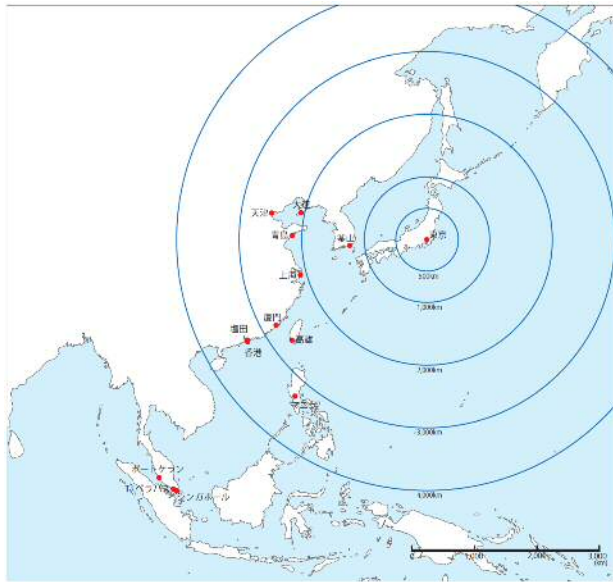 天津
大連
青島
釜山
東京
500km
上海
1,000km
廈門
塩田
高雄
香港
2,000km
マニラ
3,000km
ポートクラン
シンガポール
4,000km
0
1,000
2,000
3,000
(km)